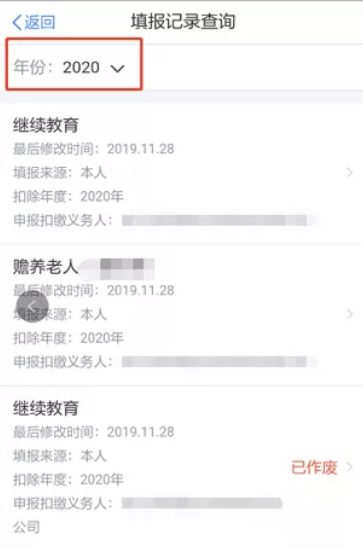 返回
填报记录查询
年份：2020
继续教育
最后修改时间：2019.11.28
填报来源：本人
扣除年度：2020年
申报扣缴义务人：
赡养老人
最后修改时间：2019.11.28
填报来源：本人
扣除年度：2020年
申报扣缴义务人：
继续教育
最后修改时间：2019.11.28
填报来源：本人
已作废
扣除年度：2020年
申报扣缴义务人：
公司